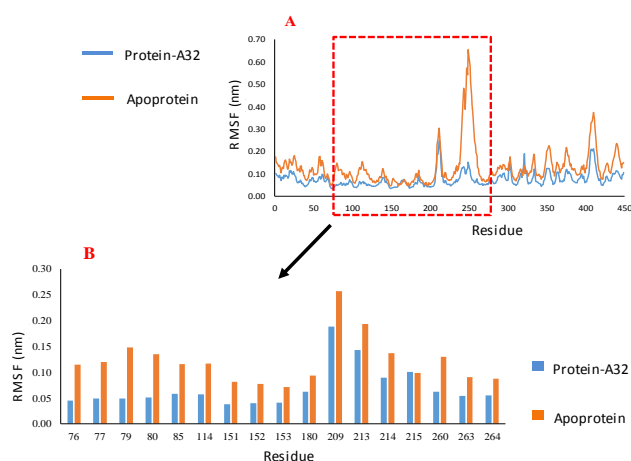 A
Protein-A32
Apoprotein
RMSF (nm)
0.70
0.60
0.50
0.40
0.30
0.20
0.10
0.00
0 50 100 150 200 250 300 350 400 450
Residue
B
RMSF (nm)
0.30
0.25
0.20
0.15
0.10
0.05
0.00
76 77 79 80 85 114 151 152 153 180 209 213 214 215 260 263 264
Residue
Protein-A32
Apoprotein